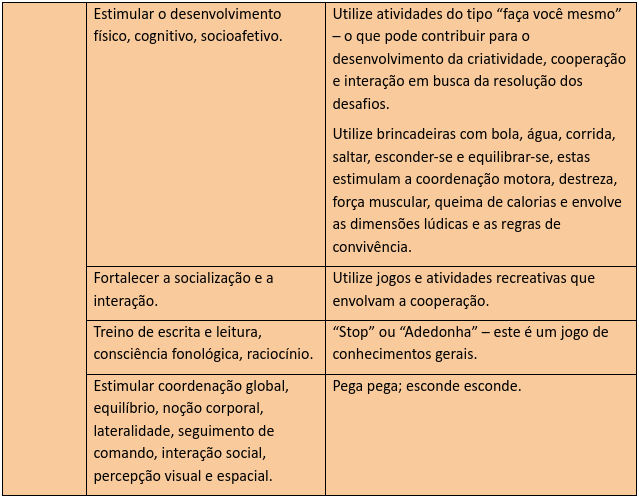 Estimular o desenvolvimento
físico, cognitivo, socioafetivo.
Utilize atividades do tipo “faça você mesmo”
– o que pode contribuir para o
desenvolvimento da criatividade, cooperação
e interação em busca da resolução dos
desafios.
Utilize brincadeiras com bola, água, corrida,
saltar, esconder-se e equilibrar-se, estas
estimulam a coordenação motora, destreza,
força muscular, queima de calorias e envolve
as dimensões lúdicas e as regras de
convivência.
Fortalecer a socialização e a
interação.
Utilize jogos e atividades recreativas que
envolvam a cooperação.
Treino de escrita e leitura,
consciência fonológica, raciocínio.
“Stop” ou “Adedonha” – este é um jogo de
conhecimentos gerais.
Estimular coordenação global,
equilíbrio, noção corporal,
lateralidade, seguimento de
comando, interação social,
percepção visual e espacial.
Pega pega; esconde esconde.